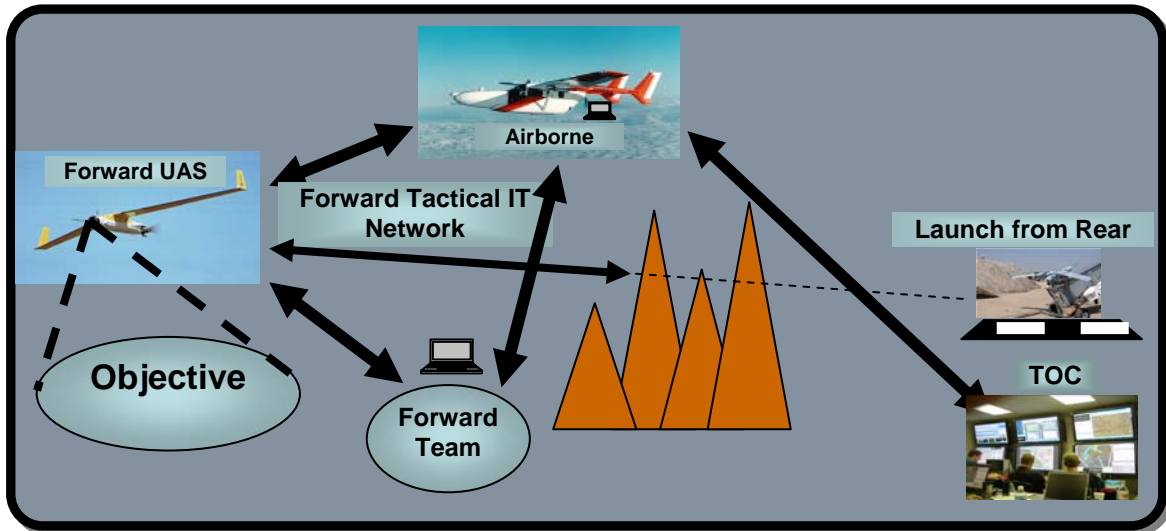 Airborne
Forward UAS
Forward Tactical IT
Network
Launch from Rear
Objective
TOC
Forward
Team